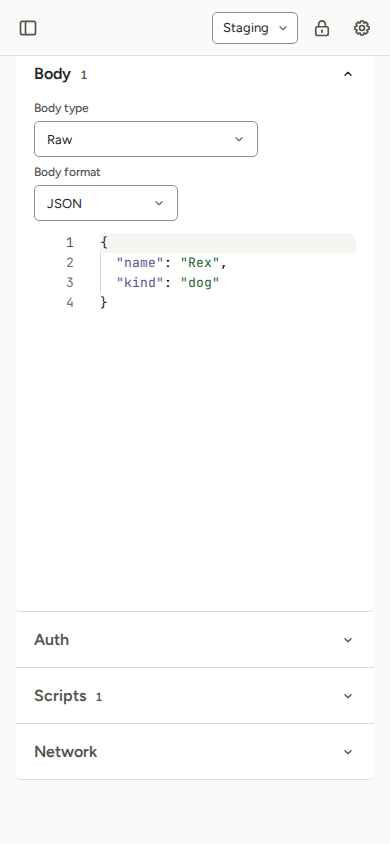 Staging
Body 1
Body type
Raw
Body format
JSON
1 {
2 "name": "Rex",
3 "kind": "dog"
4 }
Auth
Scripts 1
Network